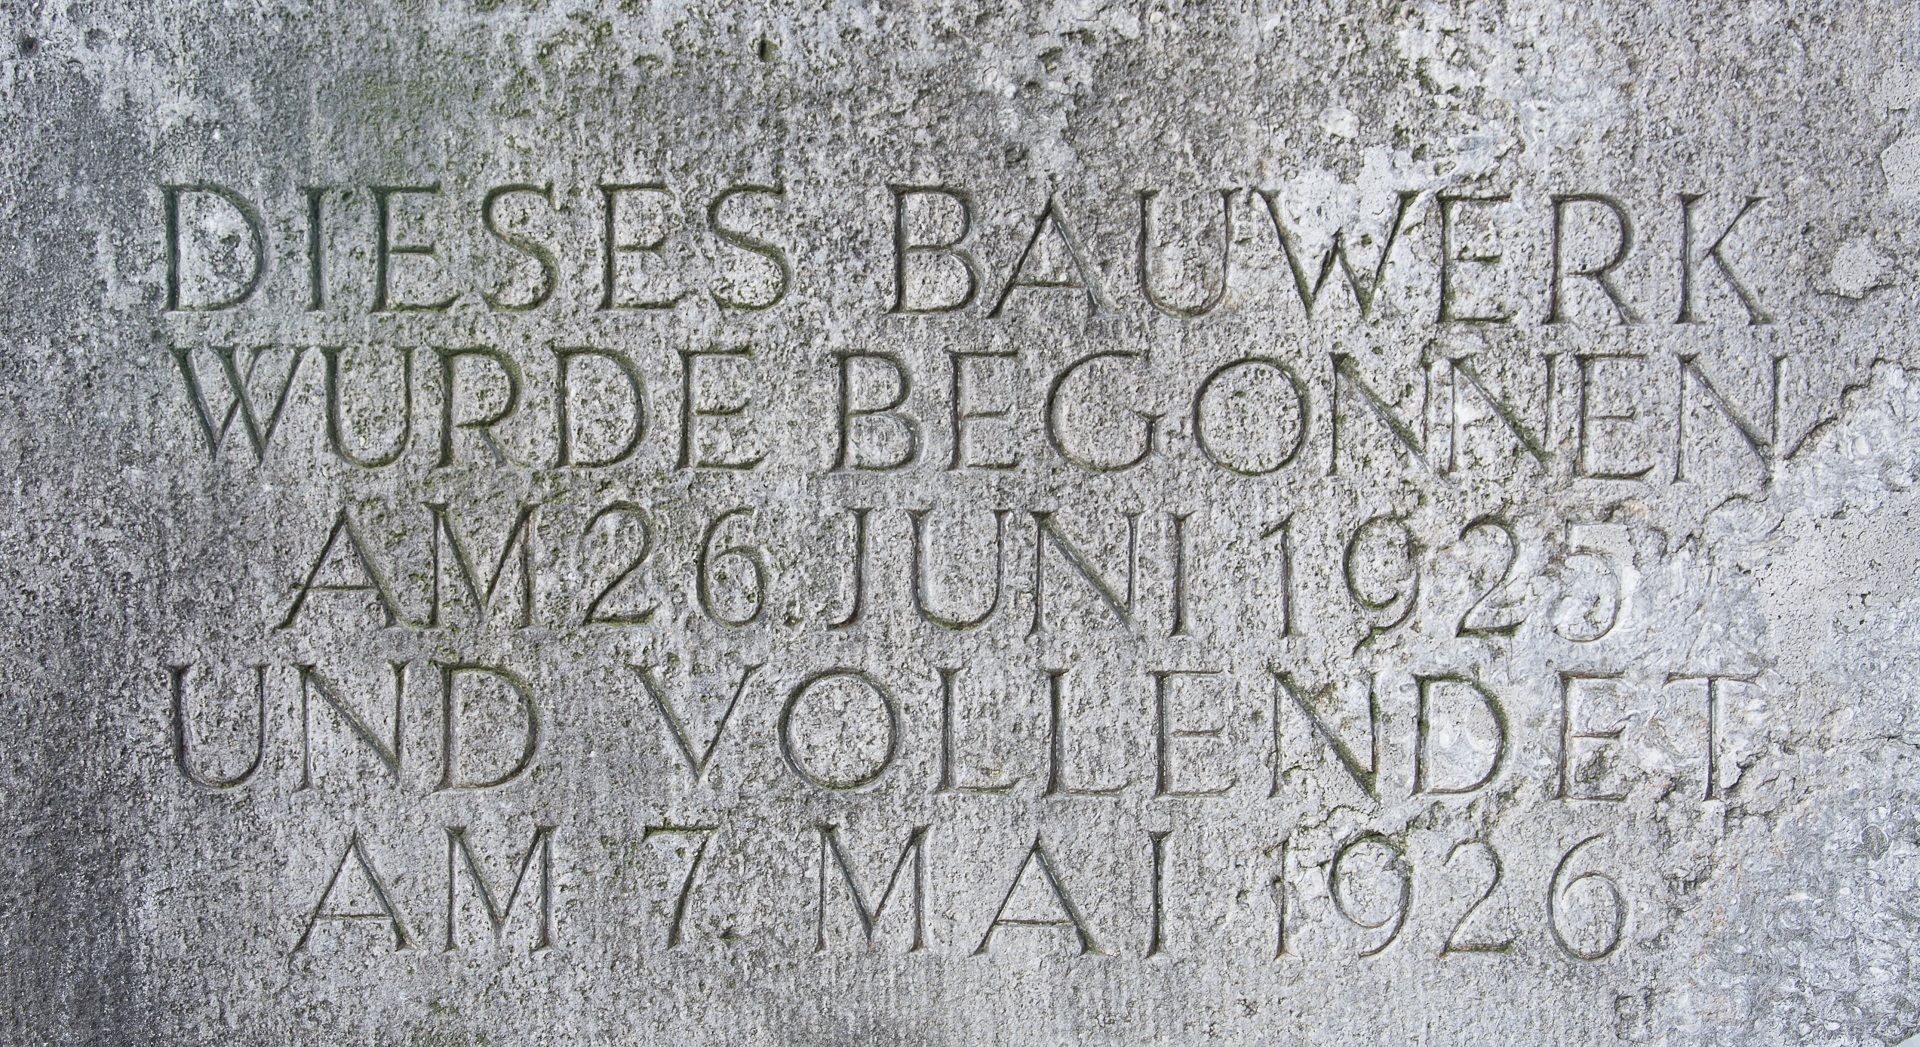 DIESES BAUWERK
WURDE BEGONNEN
AM 26. JUNI 1925
UND VOLLENDET
AM 7. MAI 1926